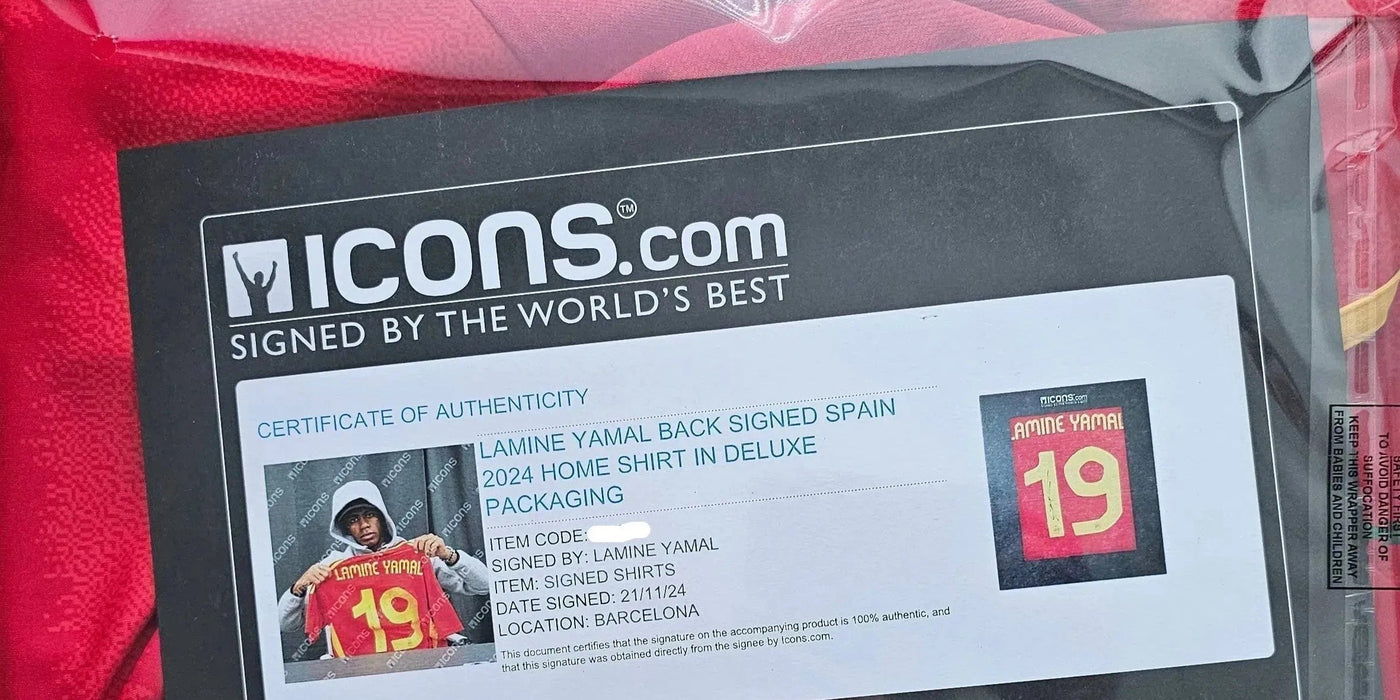 ICONS.com™
SIGNED BY THE WORLD'S BEST
CERTIFICATE OF AUTHENTICITY
LAMINE YAMAL BACK SIGNED SPAIN
2024 HOME SHIRT IN DELUXE
PACKAGING
ITEM CODE:
SIGNED BY: LAMINE YAMAL
ITEM: SIGNED SHIRTS
DATE SIGNED: 21/11/24
LOCATION: BARCELONA
This document certifies that the signature on the accompanying product is 100% authentic, and
that this signature was obtained directly from the signee by Icons.com.
LAMINE YAMAL
19
ICONS.com
LAMINE YAMAL
19
TO AVOID DANGER OF
SUFFOCATION
KEEP THIS WRAPPER AWAY
FROM BABIES AND CHILDREN